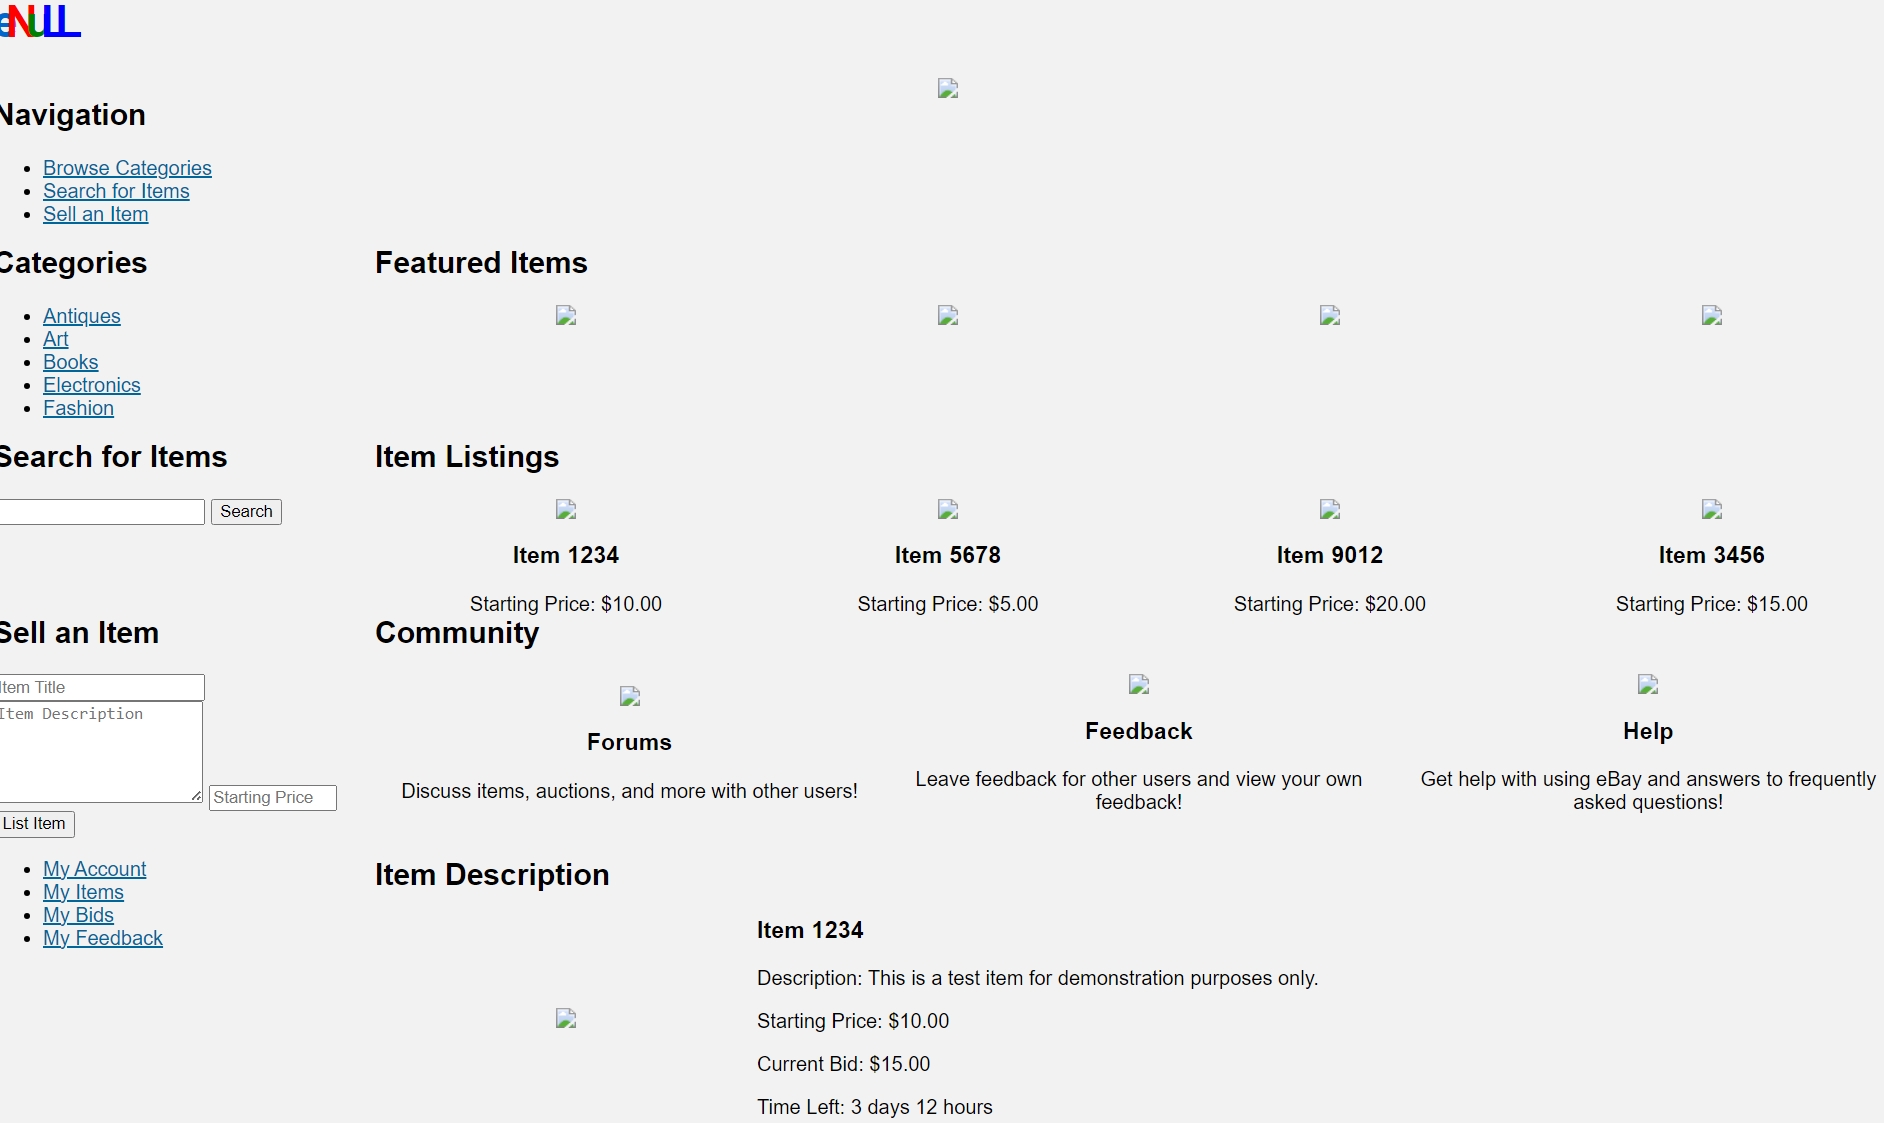 eNuLL
Navigation
Browse Categories
Search for Items
Sell an Item
Categories
Antiques
Art
Books
Electronics
Fashion
Search for Items
Search
Sell an Item
Item Title
Item Description
Starting Price
List Item
My Account
My Items
My Bids
My Feedback
Featured Items
Item Listings
Item 1234
Starting Price: $10.00
Item 5678
Starting Price: $5.00
Item 9012
Starting Price: $20.00
Item 3456
Starting Price: $15.00
Community
Forums
Discuss items, auctions, and more with other users!
Feedback
Leave feedback for other users and view your own
feedback!
Help
Get help with using eBay and answers to frequently
asked questions!
Item Description
Item 1234
Description: This is a test item for demonstration purposes only.
Starting Price: $10.00
Current Bid: $15.00
Time Left: 3 days 12 hours